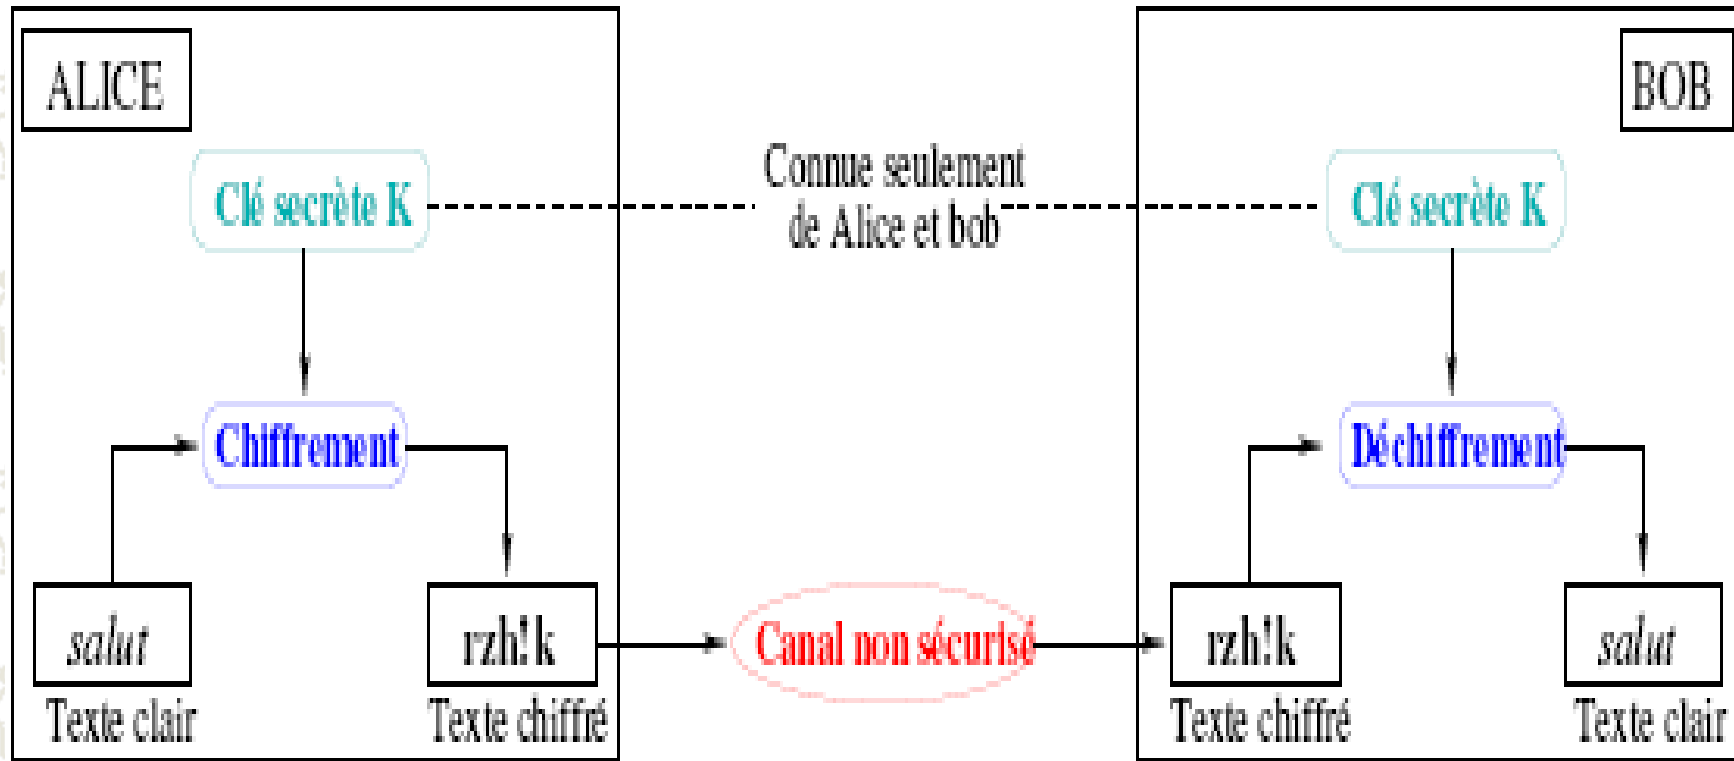 ALICE
BOB
Connue seulement
de Alice et bob
Clé secrète K
Clé secrète K
Chiffrement
Déchiffrement
salut
rzh!k
Canal non sécurisé
rzh!k
salut
Texte clair
Texte chiffré
Texte chiffré
Texte clair